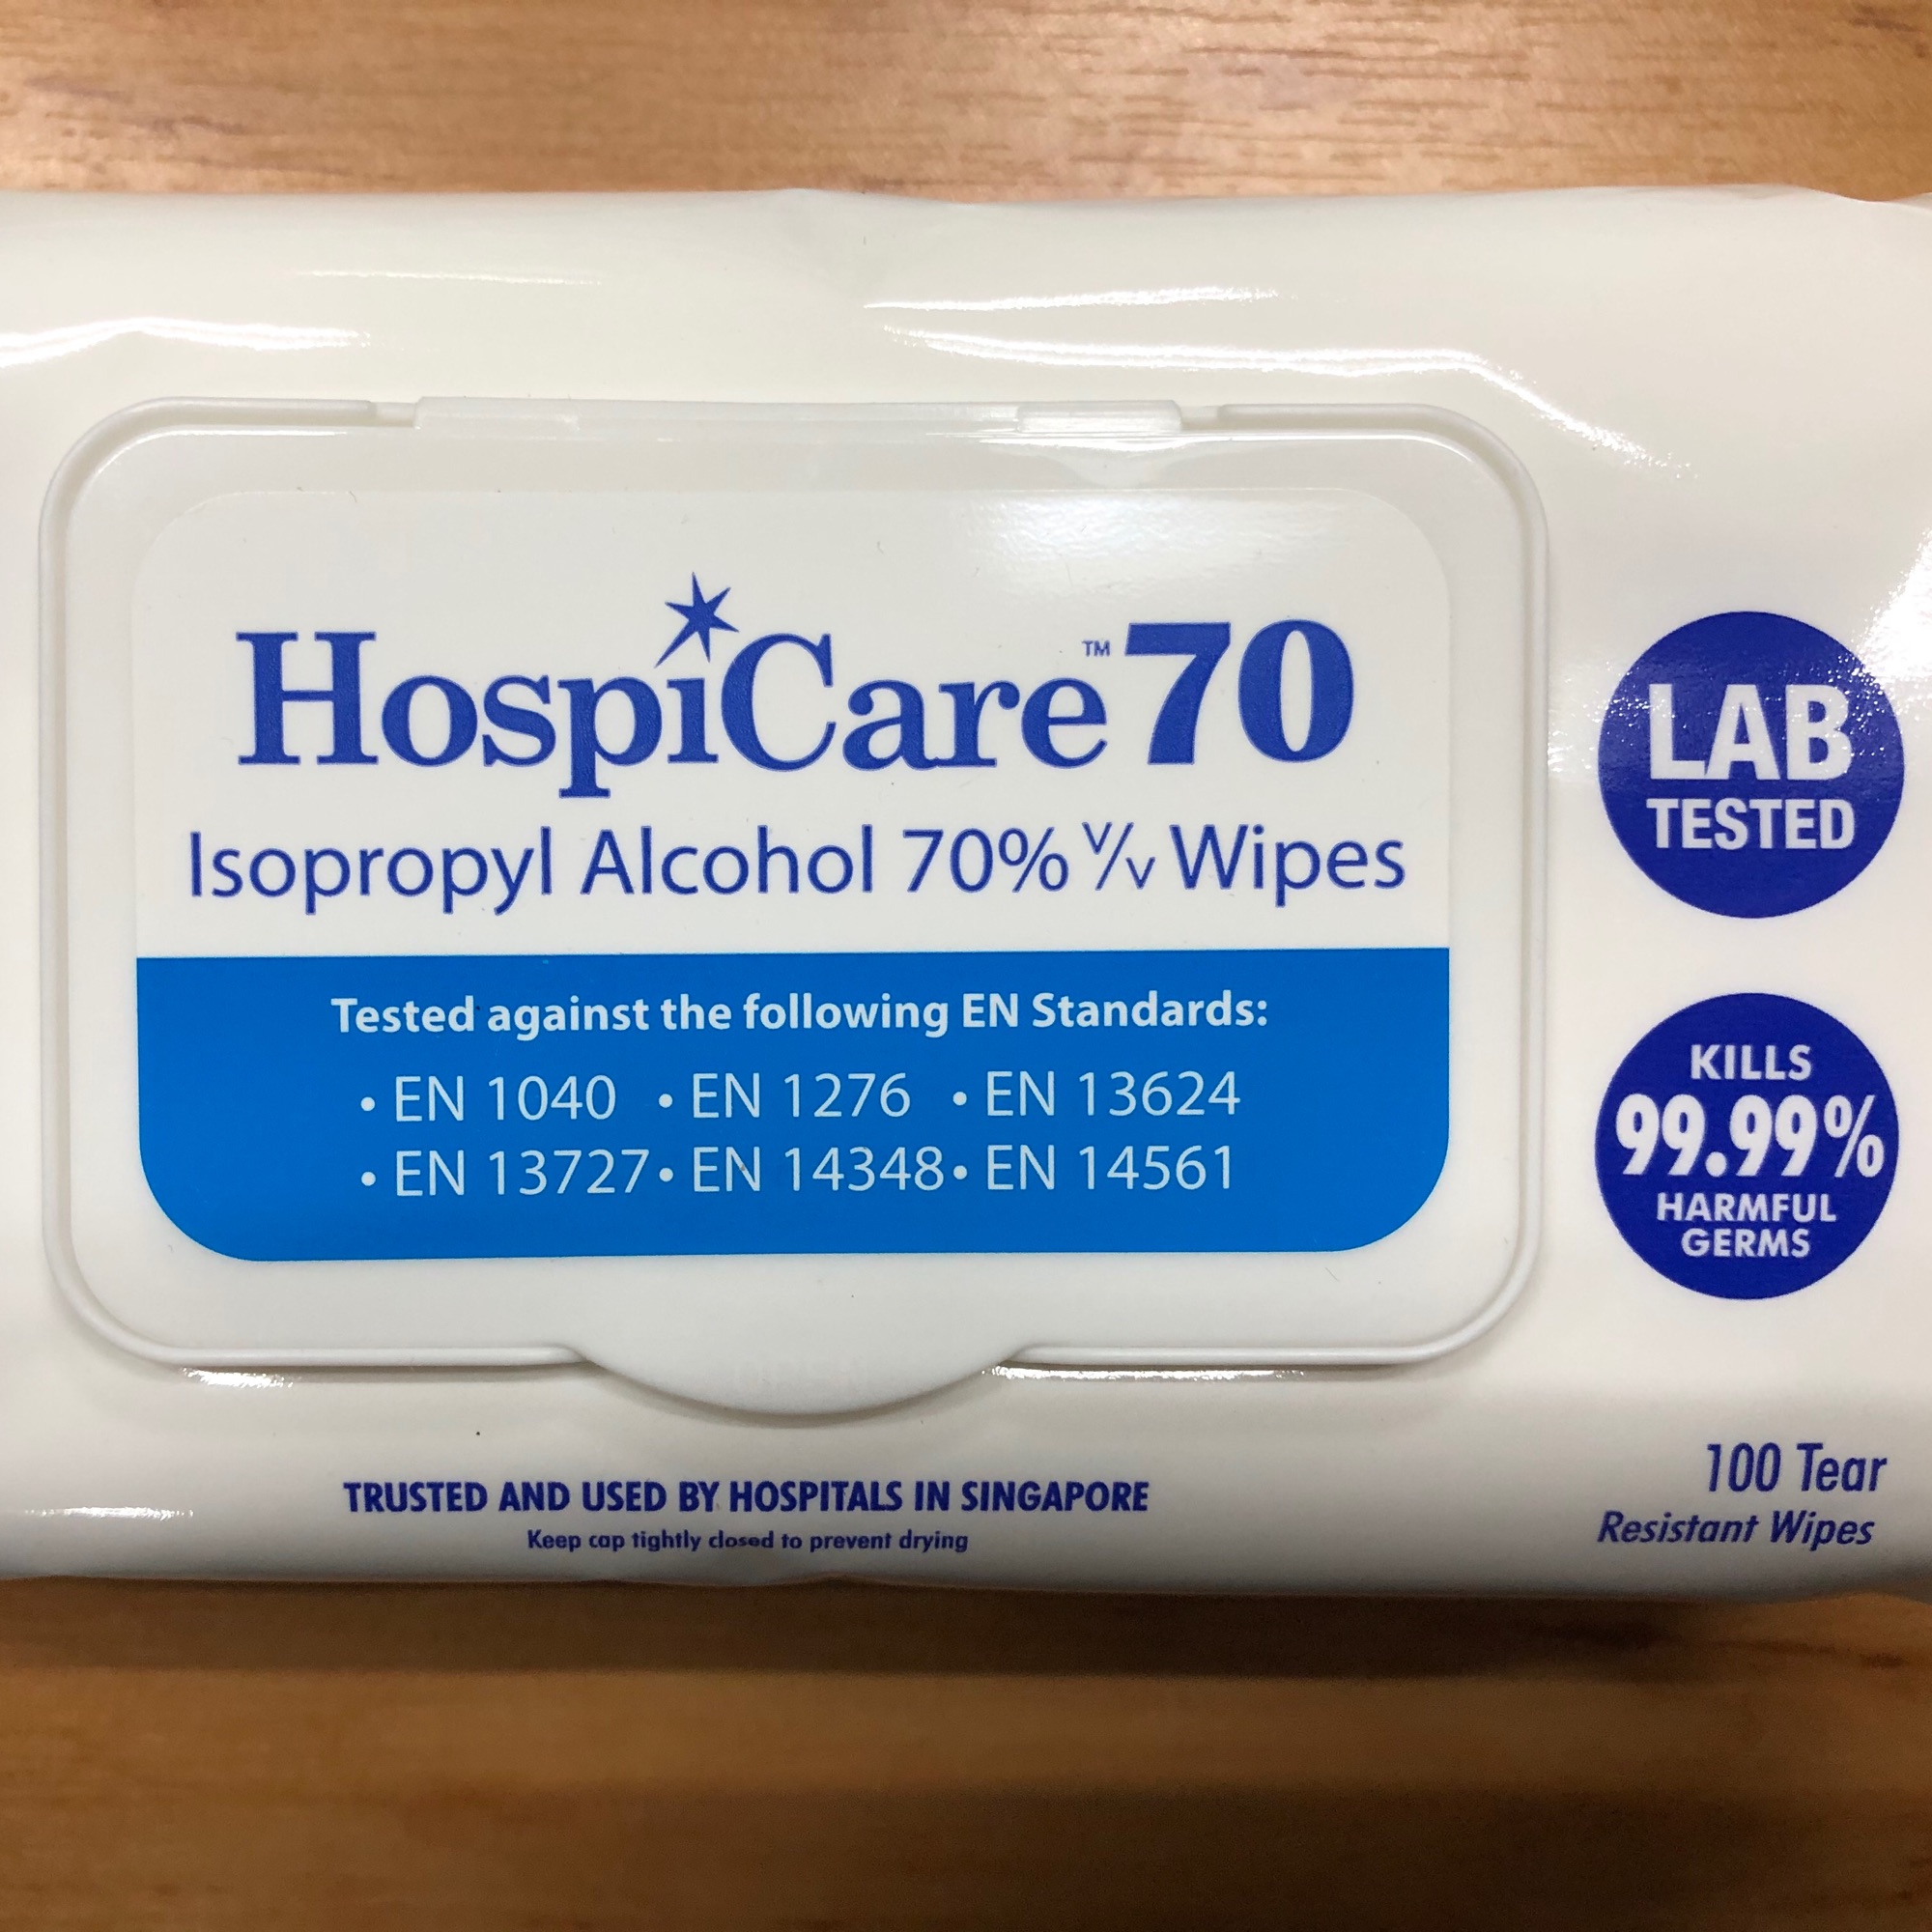 HospiCare™ 70
Isopropyl Alcohol 70% v/v Wipes
Tested against the following EN Standards:
• EN 1040 • EN 1276 • EN 13624
• EN 13727 • EN 14348 • EN 14561
LAB
TESTED
KILLS
99.99%
HARMFUL
GERMS
100 Tear
Resistant Wipes
TRUSTED AND USED BY HOSPITALS IN SINGAPORE
Keep cap tightly closed to prevent drying